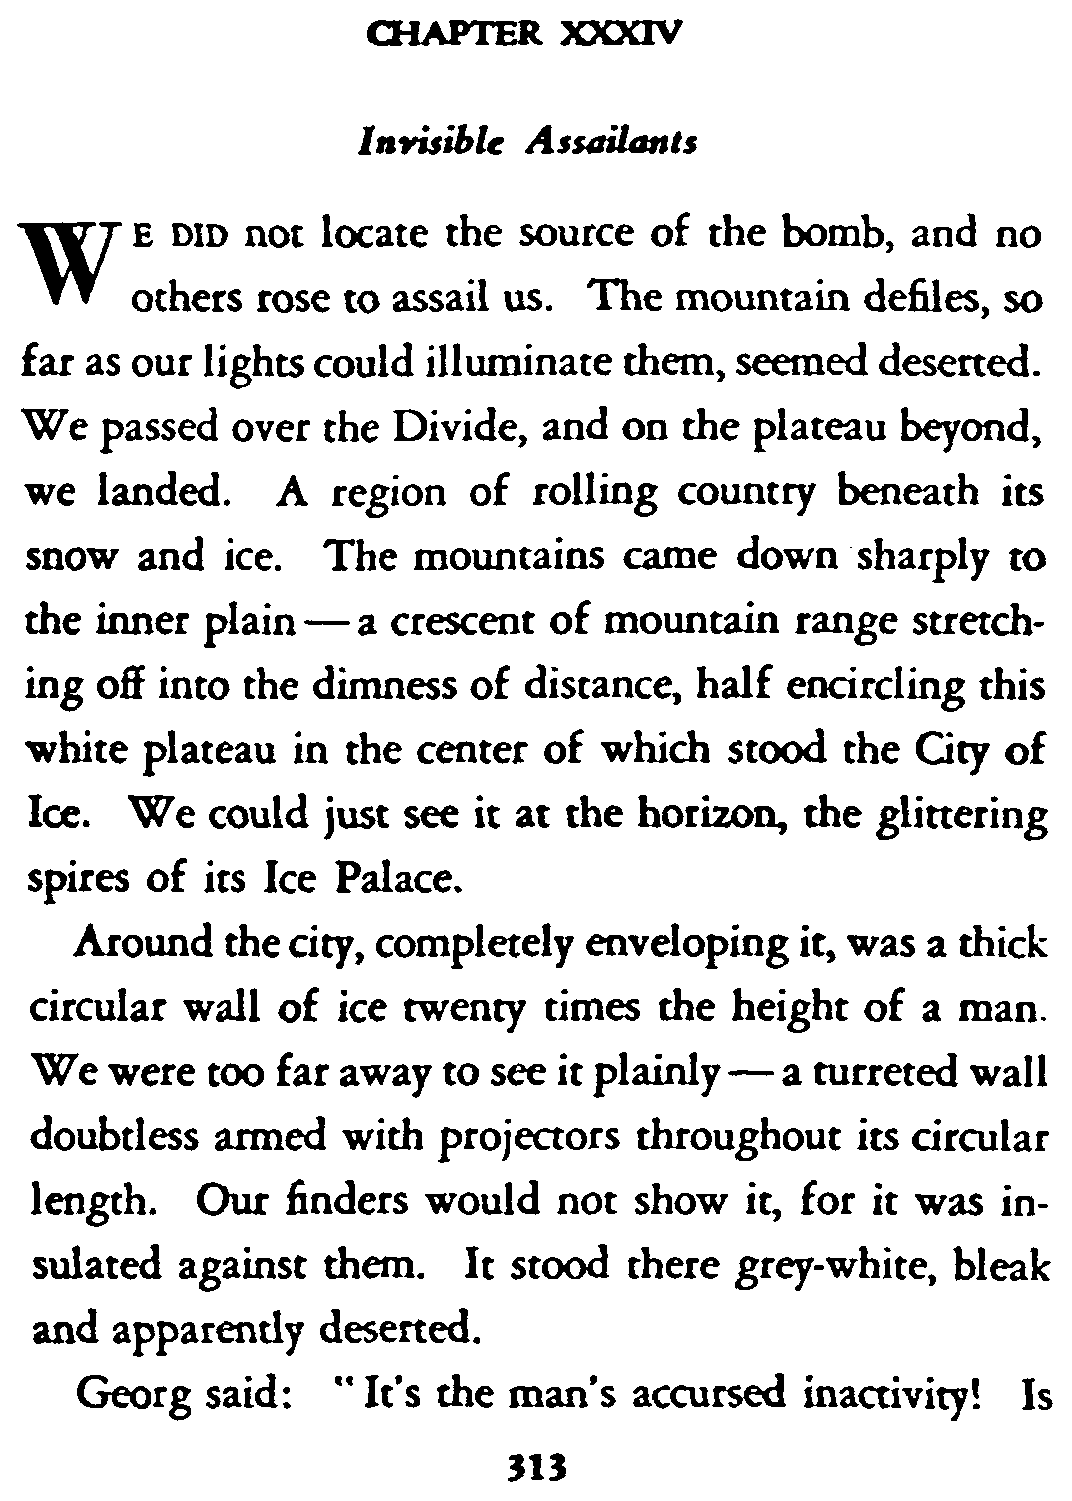 CHAPTER XXXIV
Invisible Assailants
WE DID not locate the source of the bomb, and no
others rose to assail us. The mountain defiles, so
far as our lights could illuminate them, seemed deserted.
We passed over the Divide, and on the plateau beyond,
we landed. A region of rolling country beneath its
snow and ice. The mountains came down sharply to
the inner plain — a crescent of mountain range stretch-
ing off into the dimness of distance, half encircling this
white plateau in the center of which stood the City of
Ice. We could just see it at the horizon, the glittering
spires of its Ice Palace.
Around the city, completely enveloping it, was a thick
circular wall of ice twenty times the height of a man.
We were too far away to see it plainly — a turreted wall
doubtless armed with projectors throughout its circular
length. Our finders would not show it, for it was in-
sulated against them. It stood there grey-white, bleak
and apparently deserted.
Georg said: "It's the man's accursed inactivity! Is
313